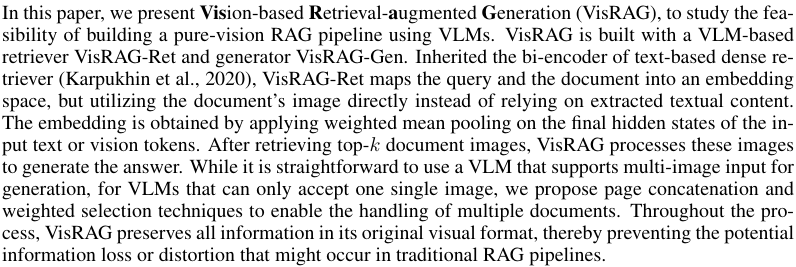 In this paper, we present Vision-based Retrieval-augmented Generation (VisRAG), to study the fea-
sibility of building a pure-vision RAG pipeline using VLMs. VisRAG is built with a VLM-based
retriever VisRAG-Ret and generator VisRAG-Gen. Inherited the bi-encoder of text-based dense re-
triever (Karpukhin et al., 2020), VisRAG-Ret maps the query and the document into an embedding
space, but utilizing the document's image directly instead of relying on extracted textual content.
The embedding is obtained by applying weighted mean pooling on the final hidden states of the in-
put text or vision tokens. After retrieving top-k document images, VisRAG processes these images
to generate the answer. While it is straightforward to use a VLM that supports multi-image input for
generation, for VLMs that can only accept one single image, we propose page concatenation and
weighted selection techniques to enable the handling of multiple documents. Throughout the pro-
cess, VisRAG preserves all information in its original visual format, thereby preventing the potential
information loss or distortion that might occur in traditional RAG pipelines.